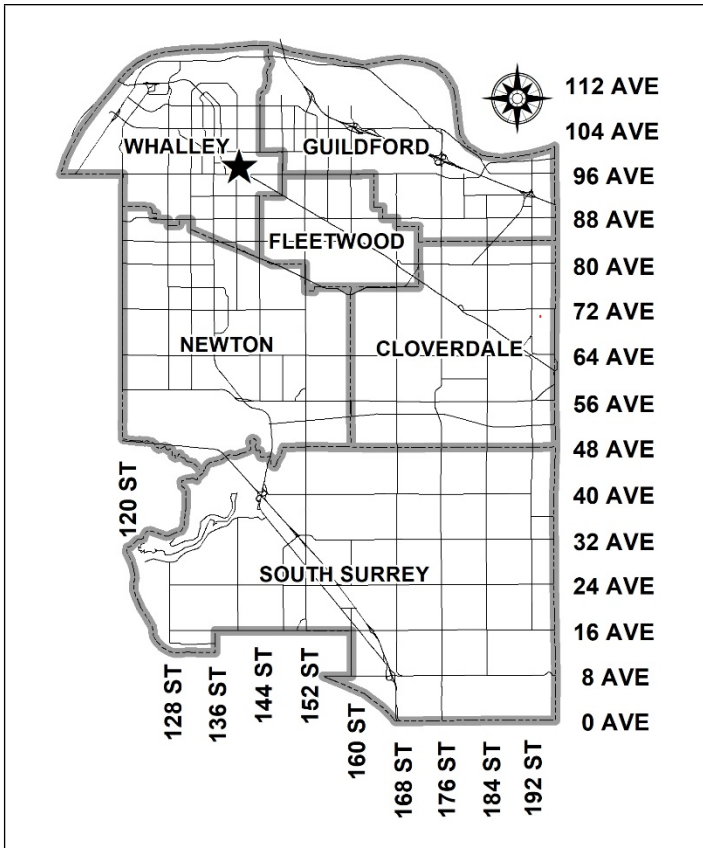 112 AVE
104 AVE
WHALLEY
GUILDFORD
96 AVE
88 AVE
FLEETWOOD
80 AVE
72 AVE
NEWTON
CLOVERDALE
64 AVE
56 AVE
48 AVE
120 ST
40 AVE
32 AVE
SOUTH SURREY
24 AVE
16 AVE
8 AVE
128 ST
136 ST
144 ST
152 ST
160 ST
0 AVE
168 ST
176 ST
184 ST
192 ST